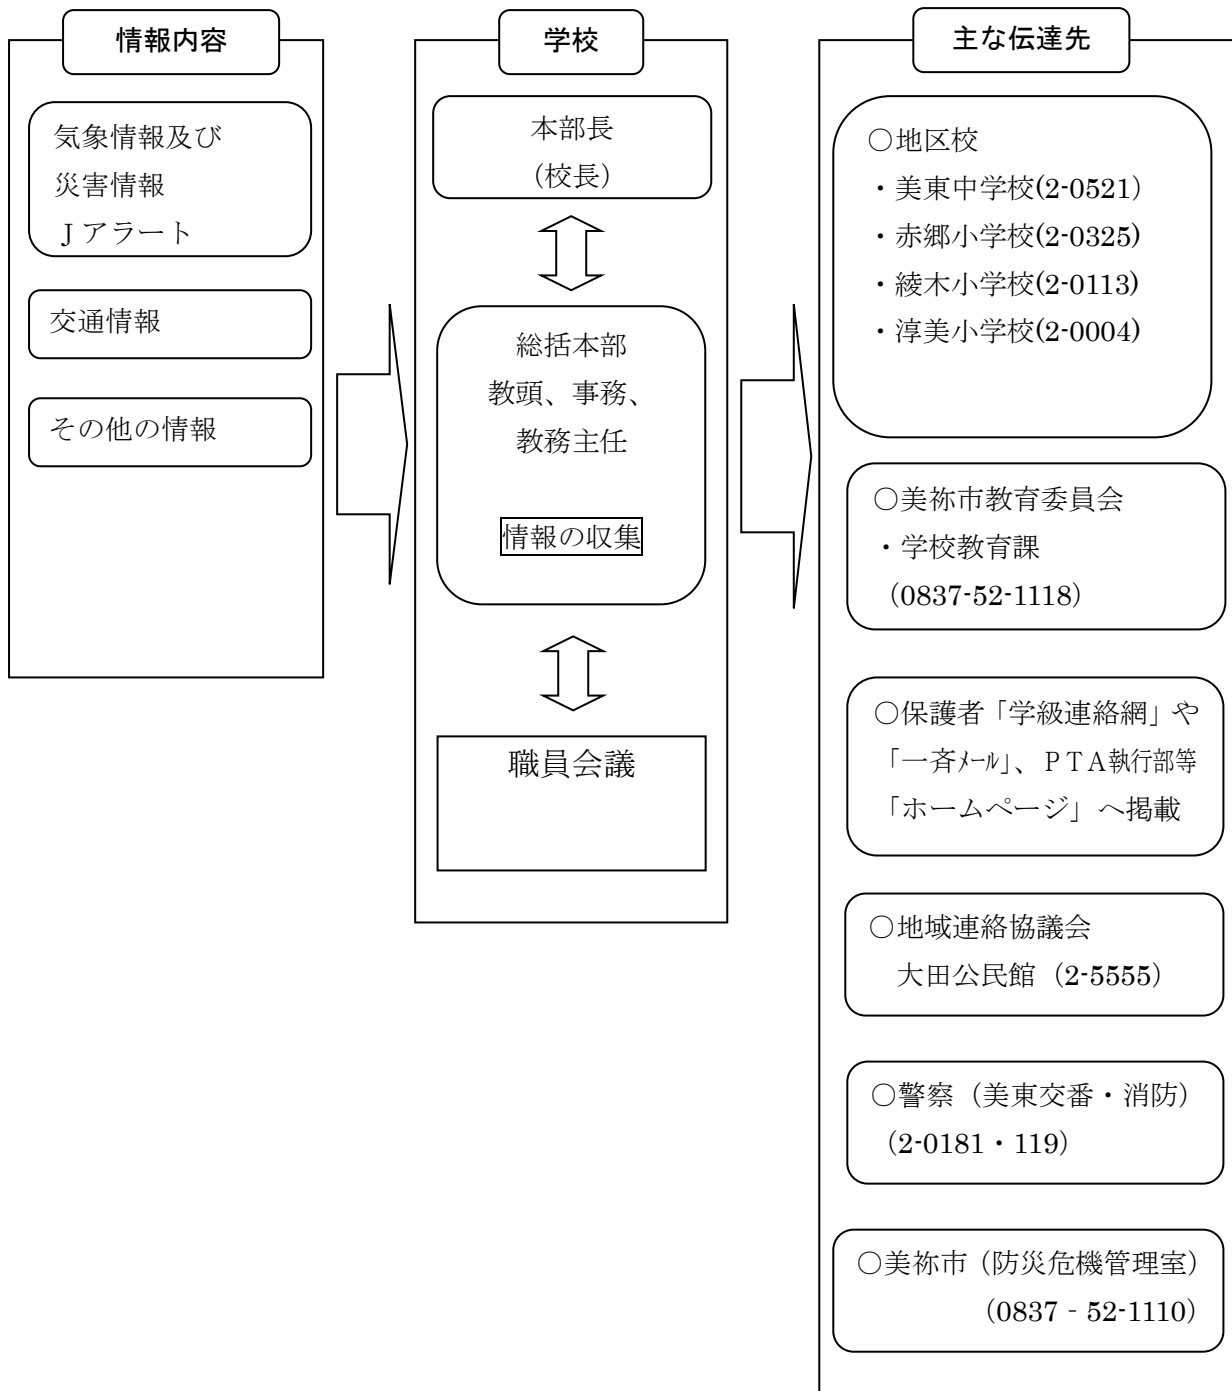 情報内容
気象情報及び
災害情報
Ｊアラート
交通情報
その他の情報
学校
本部長
（校長）
総括本部
教頭、事務、
教務主任
情報の収集
職員会議
主な伝達先
○地区校
・美東中学校(2-0521）
・赤郷小学校(2-0325)
・綾木小学校(2-0113)
・淳美小学校(2-0004)
○美祢市教育委員会
・学校教育課
（0837-52-1118）
○保護者「学級連絡網」や
「一斉ﾒｰﾙ」、ＰＴＡ執行部等
「ホームページ」へ掲載
○地域連絡協議会
大田公民館（2-5555）
○警察（美東交番・消防）
（2-0181・119）
○美祢市（防災危機管理室）
（0837‐52-1110）